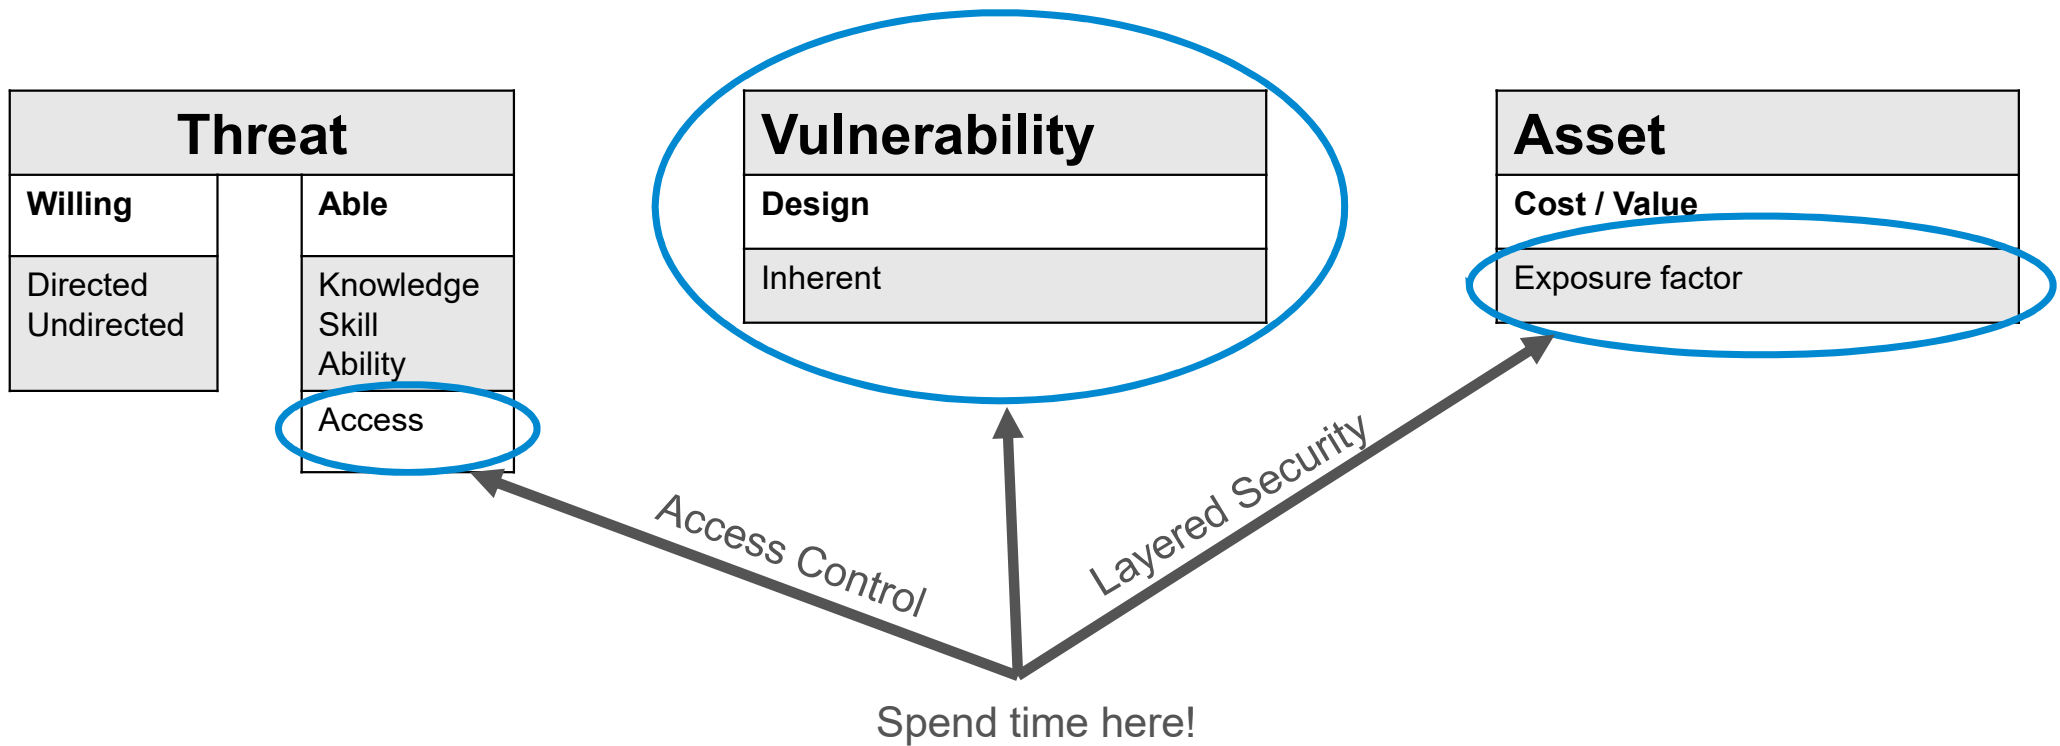 Threat
Willing
Able
Directed
Undirected
Knowledge
Skill
Ability
Access
Vulnerability
Design
Inherent
Asset
Cost / Value
Exposure factor
Access Control
Layered Security
Spend time here!